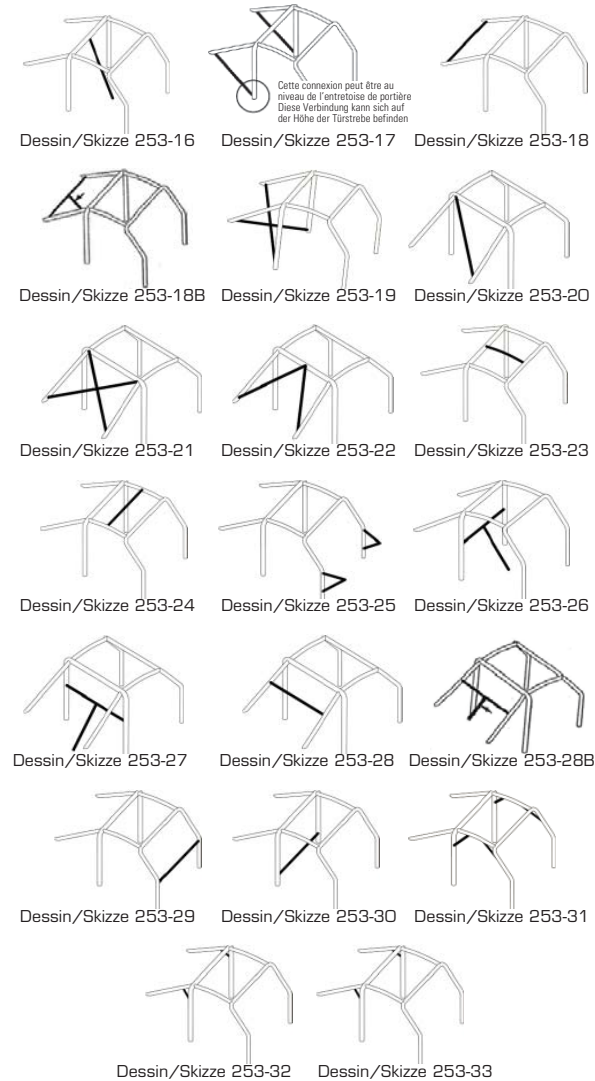 Dessin/Skizze 253-16
Cette connexion peut être au
niveau de l'entretoise de portière
Diese Verbindung kann sich auf
der Höhe der Türstrebe befinden
Dessin/Skizze 253-17
Dessin/Skizze 253-18
Dessin/Skizze 253-18B
Dessin/Skizze 253-19
Dessin/Skizze 253-20
Dessin/Skizze 253-21
Dessin/Skizze 253-22
Dessin/Skizze 253-23
Dessin/Skizze 253-24
Dessin/Skizze 253-25
Dessin/Skizze 253-26
Dessin/Skizze 253-27
Dessin/Skizze 253-28
Dessin/Skizze 253-28B
Dessin/Skizze 253-29
Dessin/Skizze 253-30
Dessin/Skizze 253-31
Dessin/Skizze 253-32
Dessin/Skizze 253-33